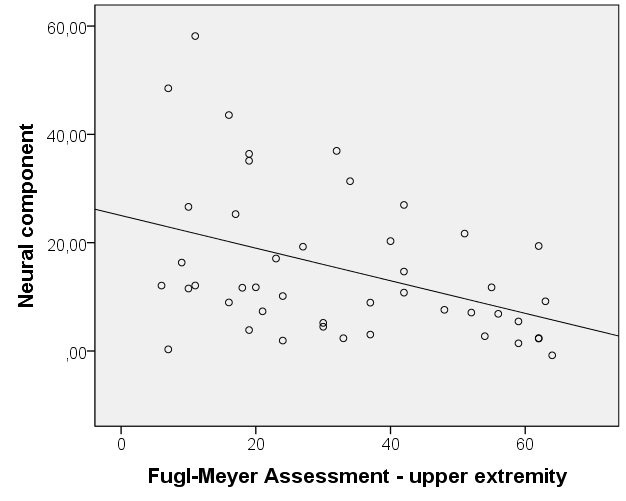 60,00
40,00
20,00
,00
Neural component
0 20 40 60
Fugl-Meyer Assessment - upper extremity